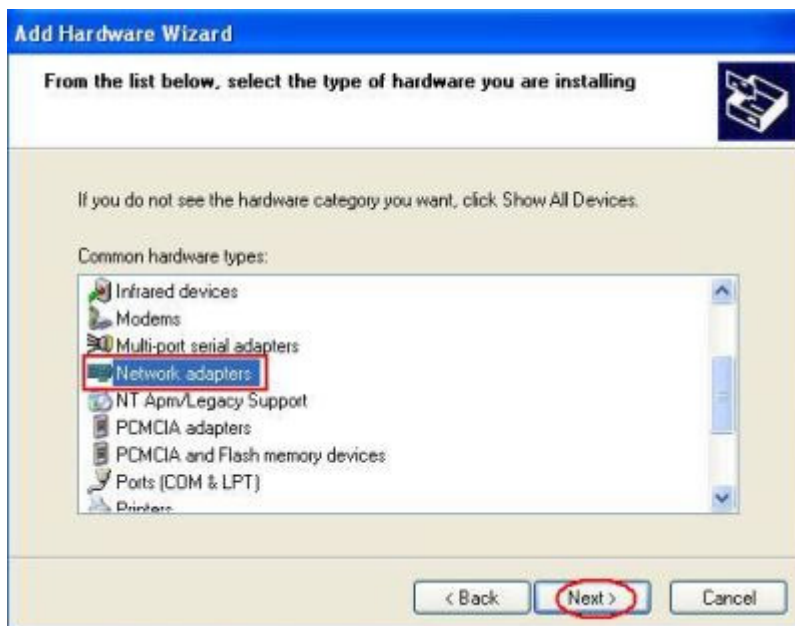 Add Hardware Wizard
From the list below, select the type of hardware you are installing
If you do not see the hardware category you want, click Show All Devices.
Common hardware types:
Infrared devices
Modems
Multi-port serial adapters
Network adapters
NT Apm/Legacy Support
PCMCIA adapters
PCMCIA and Flash memory devices
Ports (COM & LPT)
Printers
< Back Next > Cancel